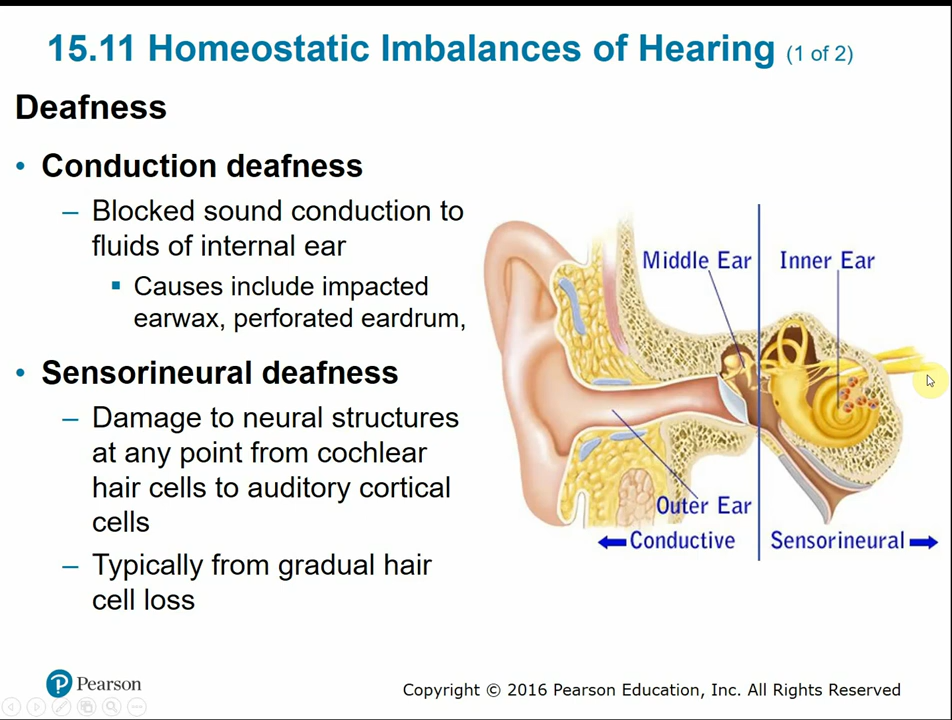 15.11 Homeostatic Imbalances of Hearing (1 of 2)
Deafness
• Conduction deafness
– Blocked sound conduction to
fluids of internal ear
▪ Causes include impacted
earwax, perforated eardrum,
• Sensorineural deafness
– Damage to neural structures
at any point from cochlear
hair cells to auditory cortical
cells
– Typically from gradual hair
cell loss
Middle Ear
Inner Ear
Outer Ear
Conductive
Sensorineural
Pearson
Copyright © 2016 Pearson Education, Inc. All Rights Reserved